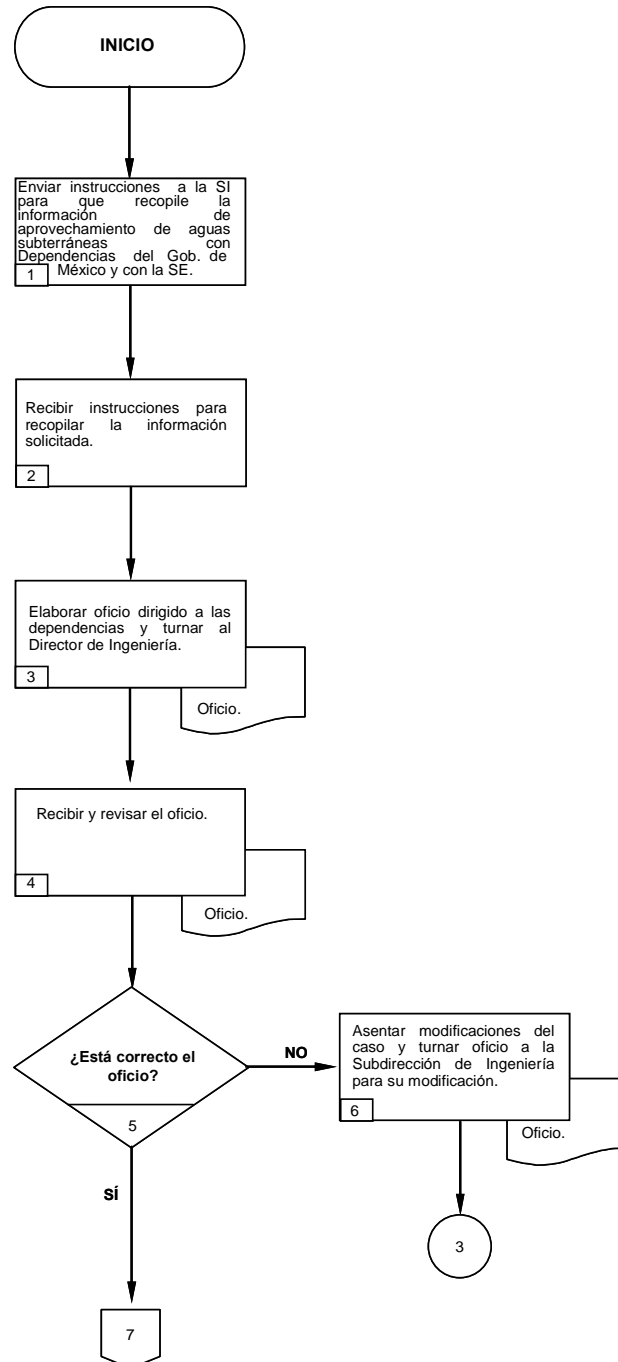 INICIO
Enviar instrucciones a la SI
para que recopile la
información de
aprovechamiento de aguas
subterráneas con
Dependencias del Gob. de
México y con la SE.
1
Recibir instrucciones para
recopilar la información
solicitada.
2
Elaborar oficio dirigido a las
dependencias y turnar al
Director de Ingeniería.
3
Oficio.
Recibir y revisar el oficio.
4
Oficio.
¿Está correcto el
oficio?
5
NO
Asentar modificaciones del
caso y turnar oficio a la
Subdirección de Ingeniería
para su modificación.
6
Oficio.
3
SÍ
7